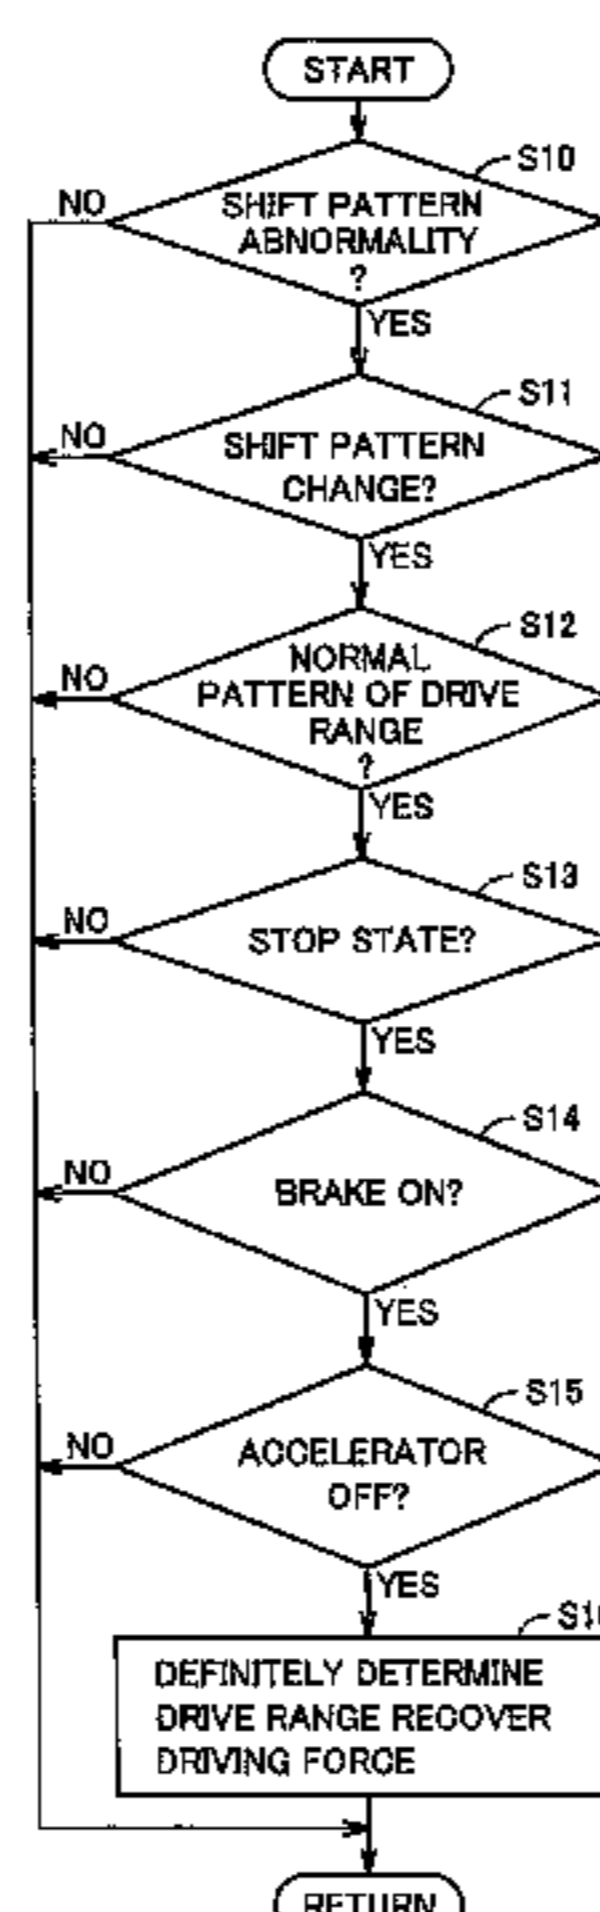 START
S10
NO
SHIFT PATTERN
ABNORMALITY
?
YES
S11
NO
SHIFT PATTERN
CHANGE?
YES
S12
NORMAL
NO
PATTERN OF DRIVE
RANGE
?
YES
S13
NO
STOP STATE?
YES
S14
NO
BRAKE ON?
YES
S15
NO
ACCELERATOR
OFF?
YES
DEFINITELY DETERMINE
DRIVE RANGE RECOVER
DRIVING FORCE
RETURN